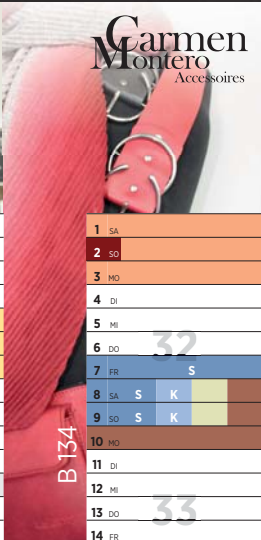 Carmen
Montero
Accessoires
1 SA
2 SO
3 MO
4 DI
5 MI
6 DO
32
7 FR S
8 SA S K
9 SO S K
10 MO
11 DI
12 MI
13 DO
33
14 FR
B 134